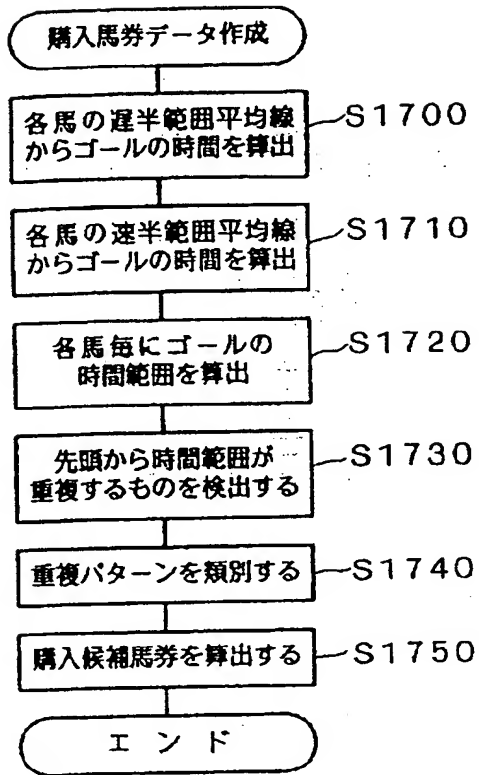 購入馬券データ作成
各馬の遅半範囲平均線
からゴールの時間を算出
S1700
各馬の速半範囲平均線
からゴールの時間を算出
S1710
各馬毎にゴールの
時間範囲を算出
S1720
先頭から時間範囲が
重複するものを検出する
S1730
重複パターンを類別する
S1740
購入候補馬券を算出する
S1750
エンド